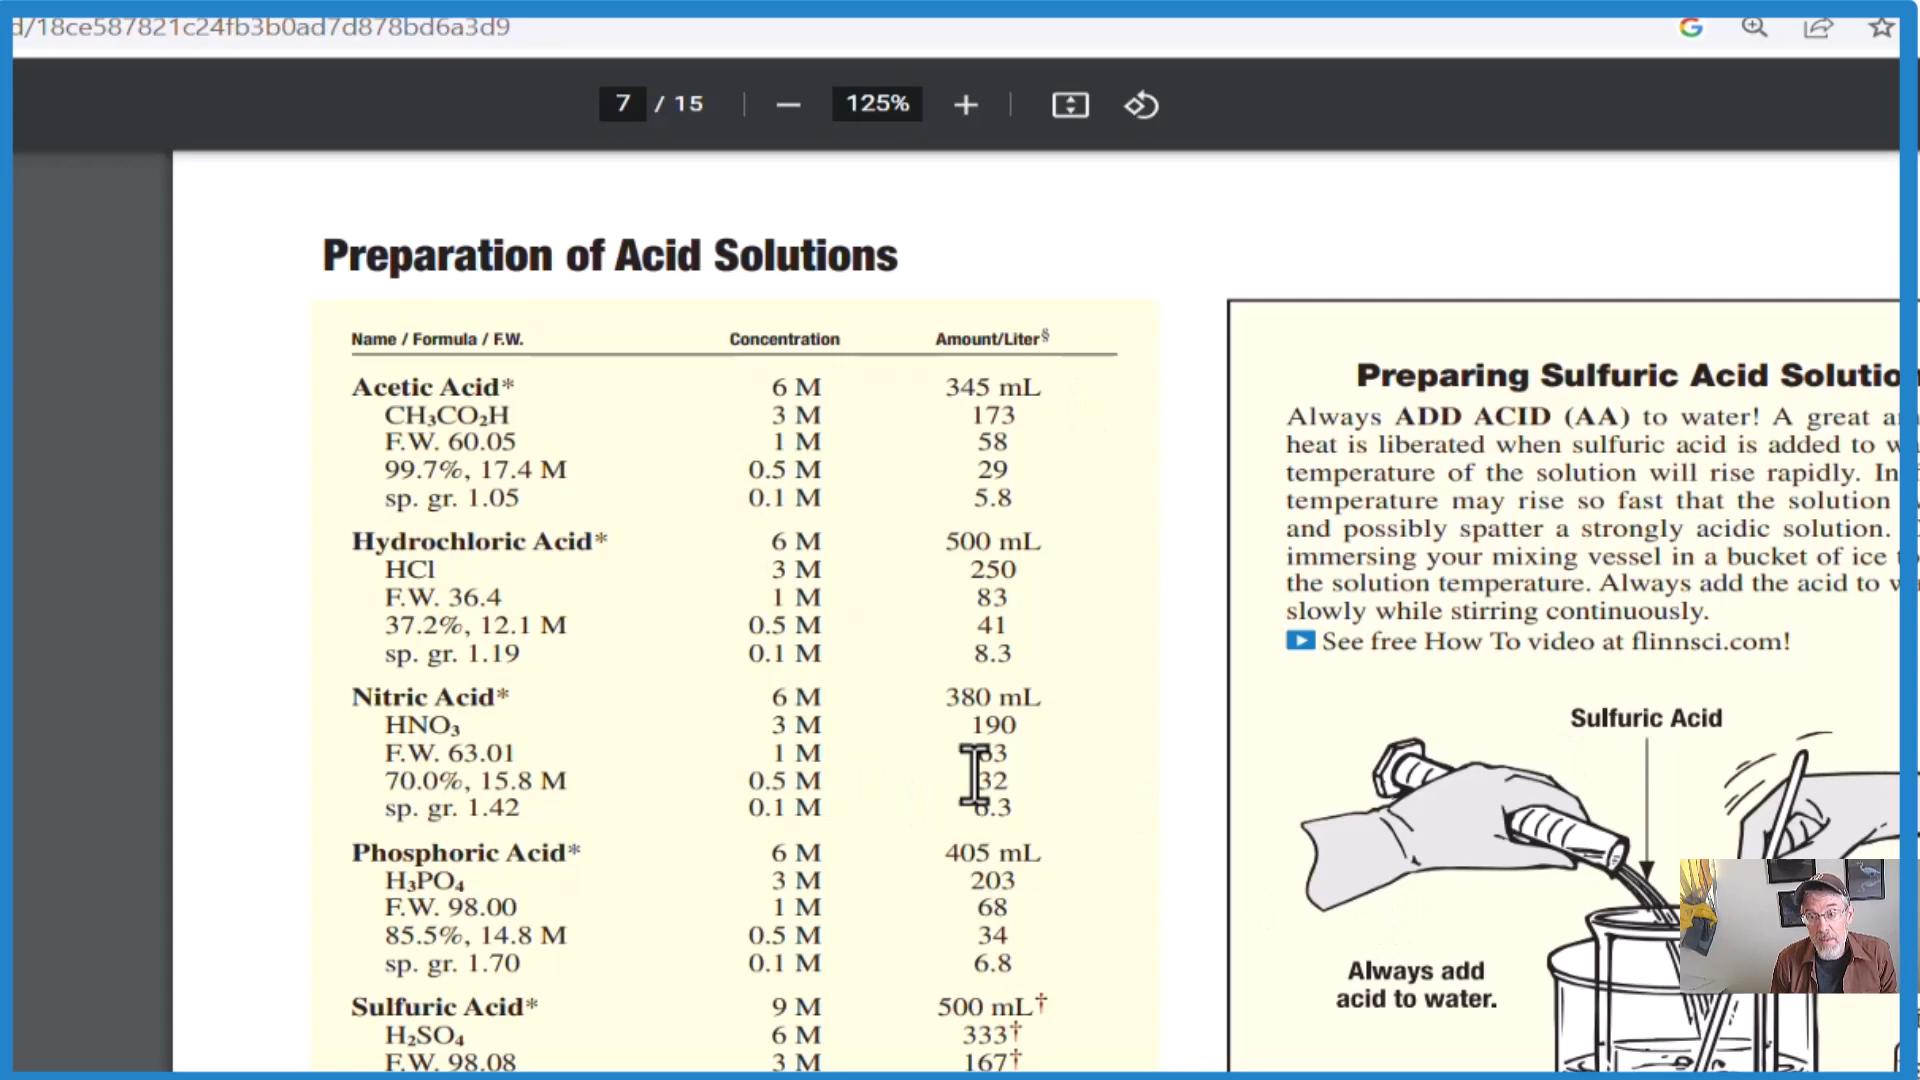 d/18ce587821c24fb3b0ad7d878bd6a3d9
7 / 15 125%
Preparation of Acid Solutions
Name / Formula / F.W. Concentration Amount/Liter§
Acetic Acid* 6 M 345 mL
CH₃CO₂H 3 M 173
F.W. 60.05 1 M 58
99.7%, 17.4 M 0.5 M 29
sp. gr. 1.05 0.1 M 5.8
Hydrochloric Acid* 6 M 500 mL
HCl 3 M 250
F.W. 36.4 1 M 83
37.2%, 12.1 M 0.5 M 41
sp. gr. 1.19 0.1 M 8.3
Nitric Acid* 6 M 380 mL
HNO₃ 3 M 190
F.W. 63.01 1 M 63
70.0%, 15.8 M 0.5 M 32
sp. gr. 1.42 0.1 M 6.3
Phosphoric Acid* 6 M 405 mL
H₃PO₄ 3 M 203
F.W. 98.00 1 M 68
85.5%, 14.8 M 0.5 M 34
sp. gr. 1.70 0.1 M 6.8
Sulfuric Acid* 9 M 500 mL†
H₂SO₄ 6 M 333†
F.W. 98.08 3 M 167†
Preparing Sulfuric Acid Solutio
Always ADD ACID (AA) to water! A great
heat is liberated when sulfuric acid is added to
temperature of the solution will rise rapidly. In
temperature may rise so fast that the solution
and possibly spatter a strongly acidic solution.
immersing your mixing vessel in a bucket of ice
the solution temperature. Always add the acid to
slowly while stirring continuously.
See free How To video at flinnsci.com!
Sulfuric Acid
Always add
acid to water.